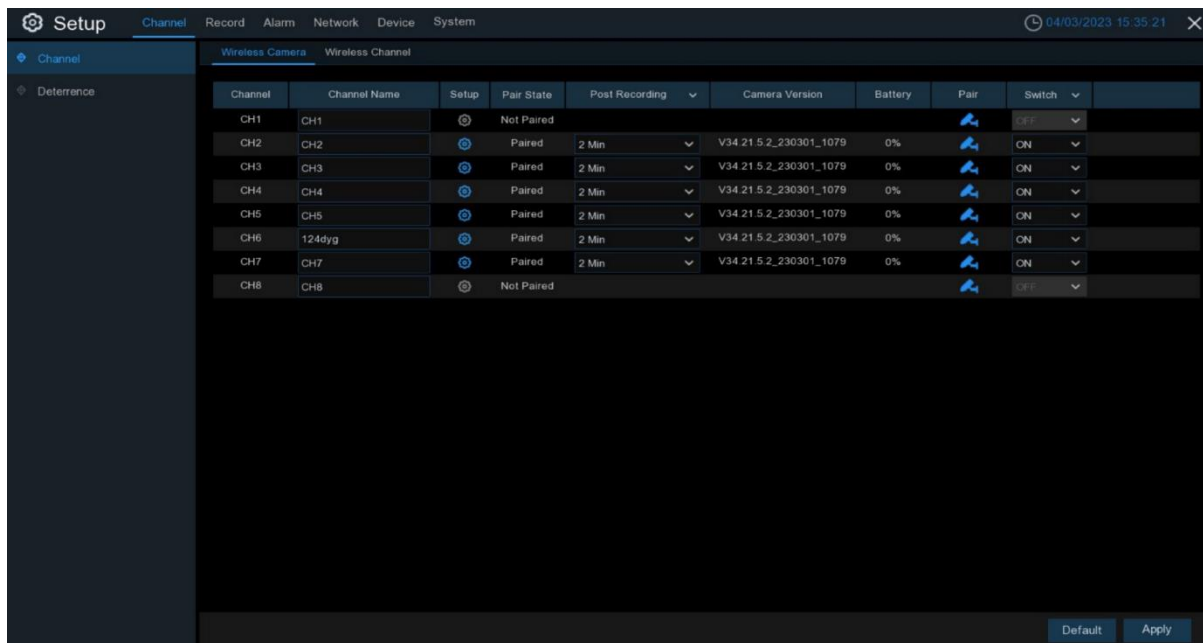 Setup Channel Record Alarm Network Device System 04/03/2023 15:35:21
Channel
Deterrence
Wireless Camera Wireless Channel
Channel Channel Name Setup Pair State Post Recording Camera Version Battery Pair Switch
CH1 CH1 Not Paired OFF
CH2 CH2 Paired 2 Min V34.21.5.2_230301_1079 0% ON
CH3 CH3 Paired 2 Min V34.21.5.2_230301_1079 0% ON
CH4 CH4 Paired 2 Min V34.21.5.2_230301_1079 0% ON
CH5 CH5 Paired 2 Min V34.21.5.2_230301_1079 0% ON
CH6 124dyg Paired 2 Min V34.21.5.2_230301_1079 0% ON
CH7 CH7 Paired 2 Min V34.21.5.2_230301_1079 0% ON
CH8 CH8 Not Paired OFF
Default Apply